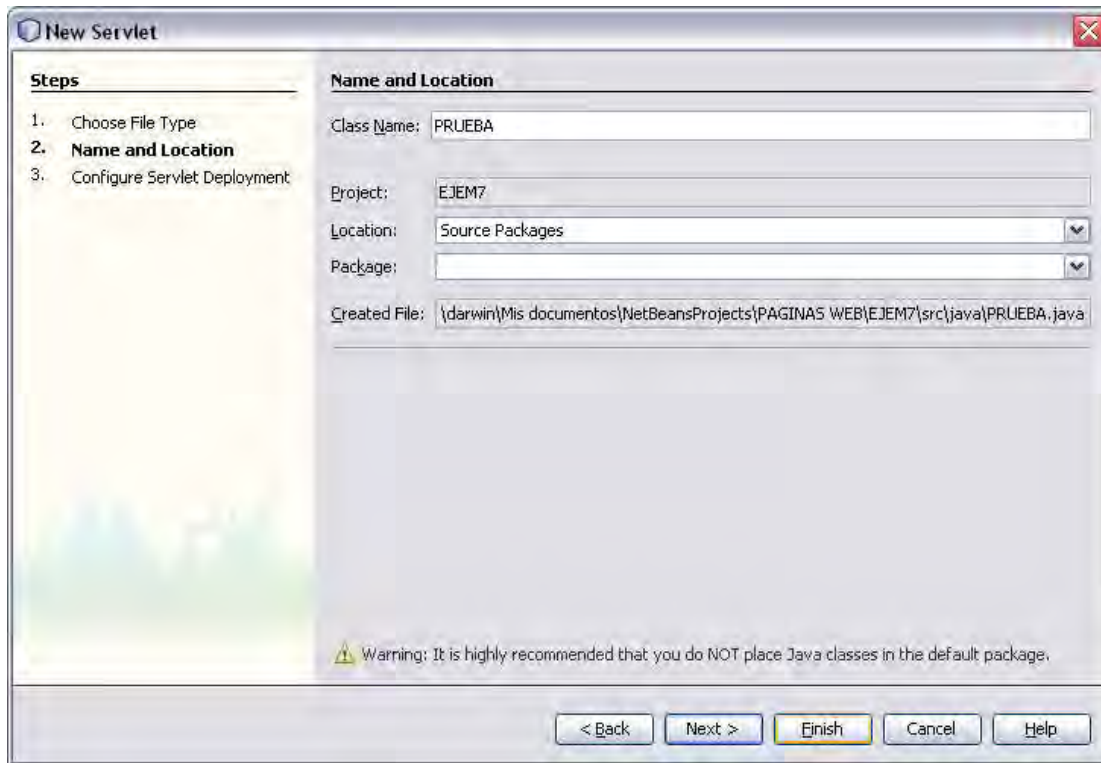 New Servlet
Steps
1. Choose File Type
2. Name and Location
3. Configure Servlet Deployment
Name and Location
Class Name: PRUEBA
Project: EJEM7
Location: Source Packages
Package:
Created File: \darwin\Mis documentos\NetBeansProjects\PAGINAS WEB\EJEM7\src\java\PRUEBA.java
Warning: It is highly recommended that you do NOT place Java classes in the default package.
< Back Next > Finish Cancel Help